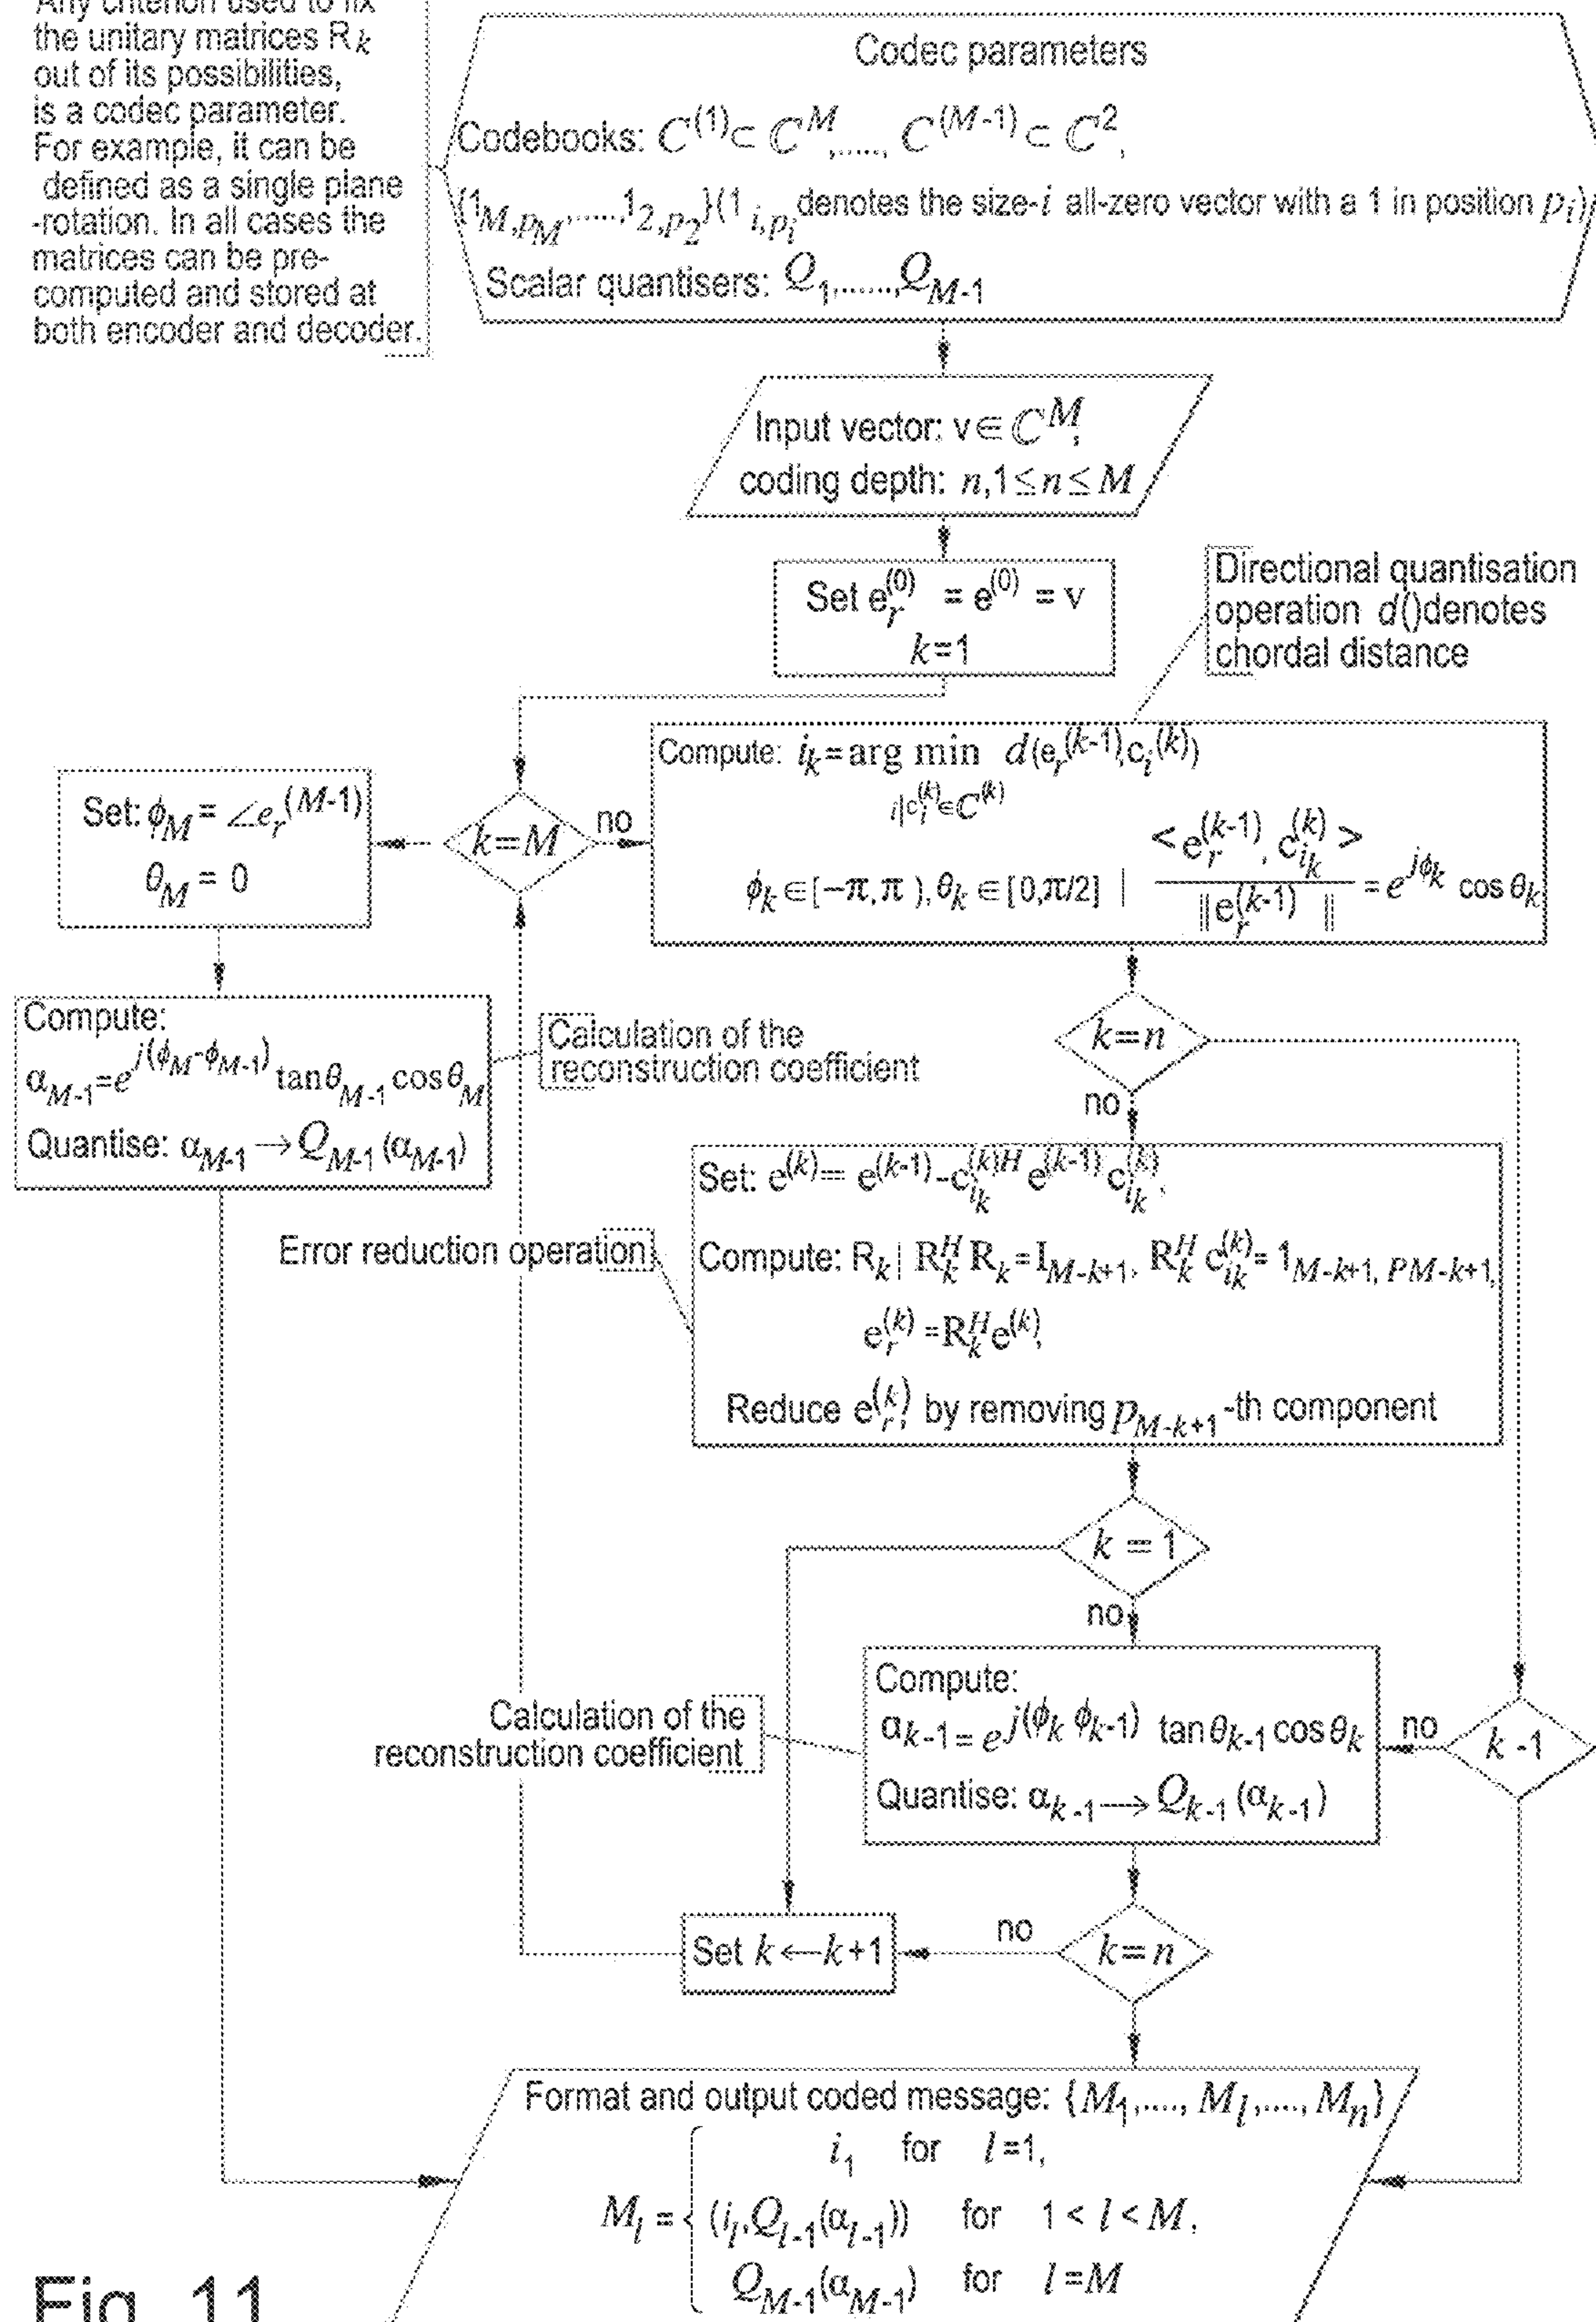 Any criterion used to fix
the unitary matrices R_k
out of its possibilities,
is a codec parameter.
For example, it can be
defined as a single plane
-rotation. In all cases the
matrices can be pre-
computed and stored at
both encoder and decoder.
Codec parameters
Codebooks: C^(1) ⊂ ℂ^M,....., C^(M-1) ⊂ ℂ^2,
{1_M,p_M,.....,1_2,p_2}(1_i,p_i denotes the size-i all-zero vector with a 1 in position p_i)
Scalar quantisers: Q_1,......,Q_M-1
Input vector: v∈ℂ^M;
coding depth: n,1≤n≤M
Set e_r^(0) = e^(0) = v
k=1
Directional quantisation
operation d()denotes
chordal distance
Compute: i_k=arg min d(e_r^(k-1),c_i^(k))
i|c_i^(k)∈C^(k)
ϕ_k∈[-π,π),θ_k∈[0,π/2] | <e_r^(k-1), c_i_k^(k)> / ||e_r^(k-1)|| = e^jϕ_k cosθ_k
Set: ϕ_M = ∠e_r^(M-1)
θ_M = 0
k=M
no
Compute:
α_M-1=e^j(ϕ_M-ϕ_M-1) tanθ_M-1 cosθ_M
Quantise: α_M-1→Q_M-1(α_M-1)
Calculation of the
reconstruction coefficient
k=n
no
Set: e^(k)= e^(k-1)-c_i_k^(k)H e^(k-1) c_i_k^(k),
Compute: R_k| R_k^H R_k=I_M-k+1, R_k^H c_i_k^(k)=1_M-k+1, PM-k+1,
e_r^(k) =R_k^H e^(k),
Reduce e_r^(k), by removing p_M-k+1-th component
Error reduction operation
k = 1
no
Compute:
α_k-1= e^j(ϕ_k ϕ_k-1) tanθ_k-1 cosθ_k
Quantise: α_k-1→Q_k-1(α_k-1)
Calculation of the
reconstruction coefficient
no
k -1
Set k←k+1
no
k=n
Format and output coded message: {M_1,...., M_l,...., M_n}
i_1 for l=1,
M_l = { (i_l,Q_l-1(α_l-1)) for 1< l <M,
Q_M-1(α_M-1) for l=M
Fig. 11